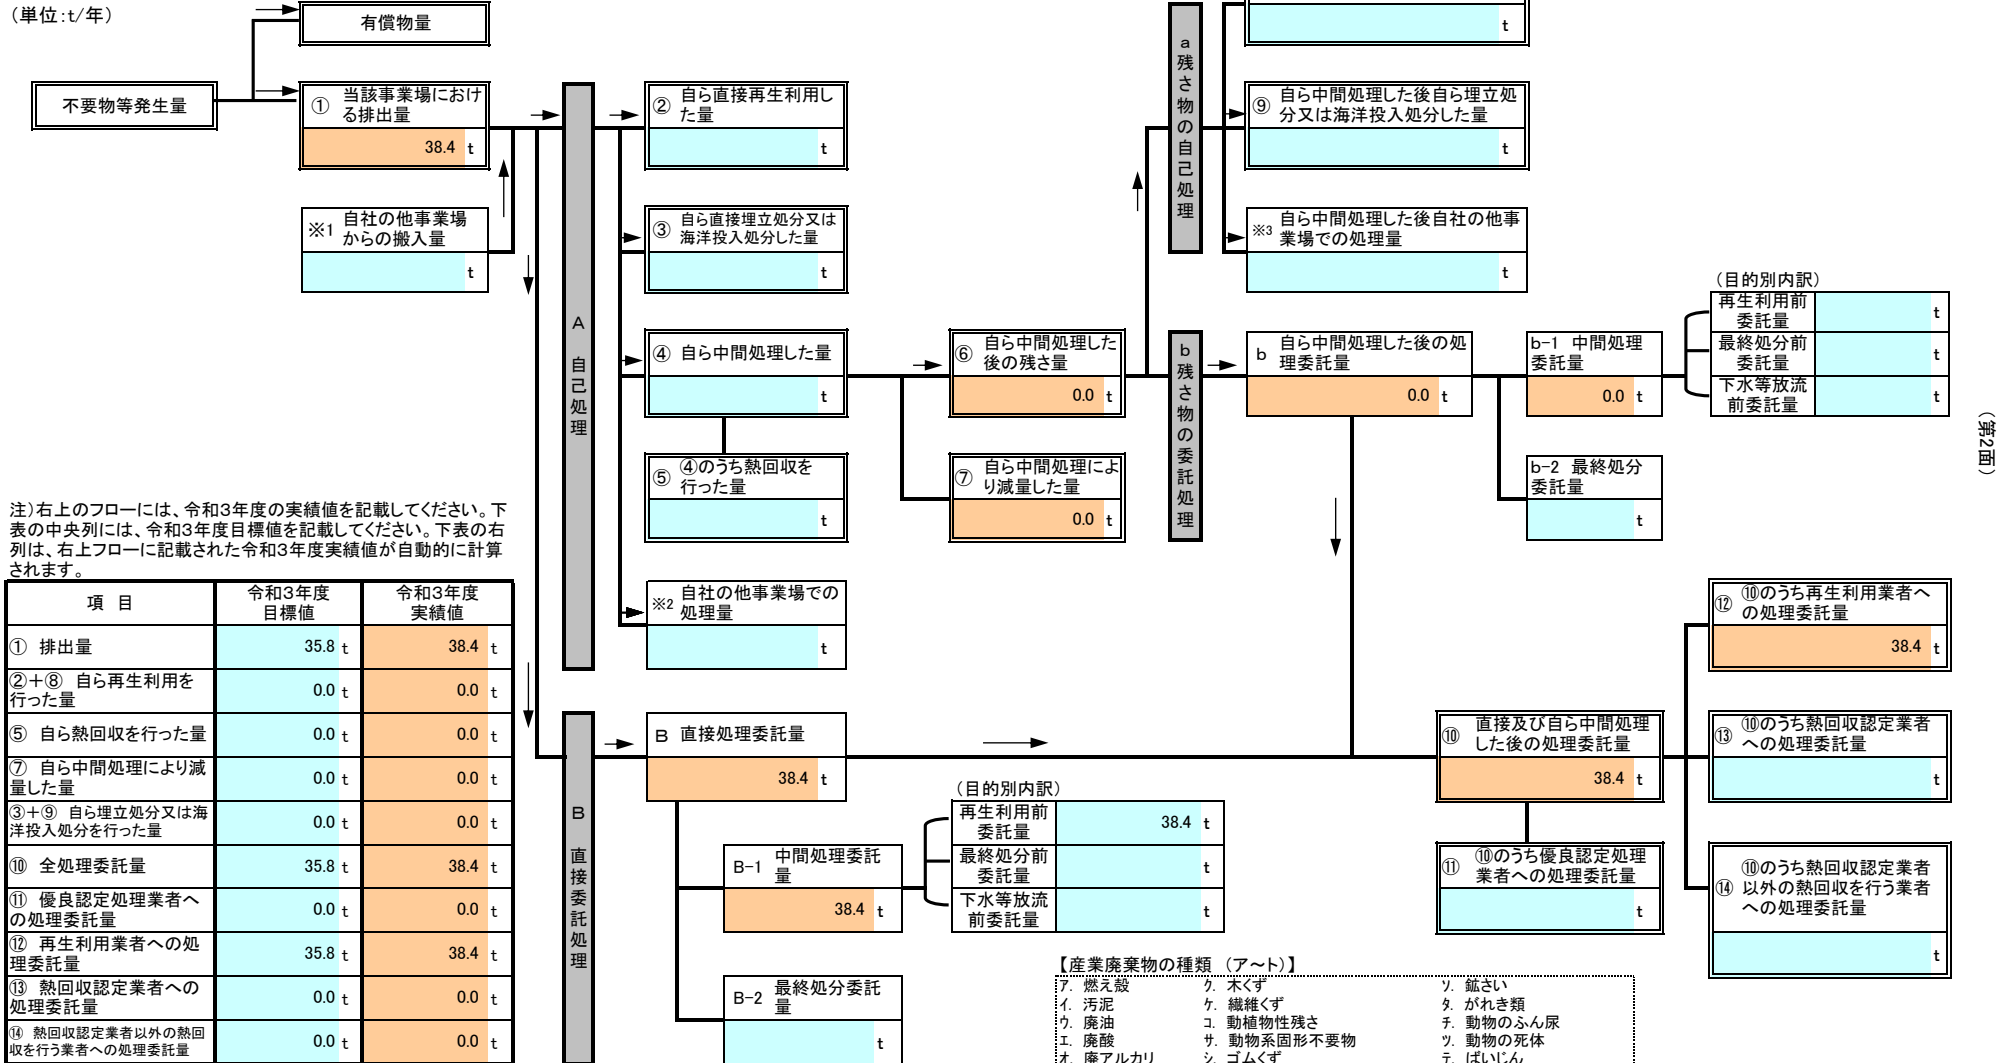 （単位：t/年）
有償物量
不要物等発生量
① 当該事業場におけ
る排出量
38.4 t
※1 自社の他事業場
からの搬入量
t
A 自己処理
② 自ら直接再生利用し
た量
t
③ 自ら直接埋立処分又は
海洋投入処分した量
t
④ 自ら中間処理した量
t
⑤ ④のうち熱回収を
行った量
t
※2 自社の他事業場での
処理量
t
⑥ 自ら中間処理した
後の残さ量
0.0 t
⑦ 自ら中間処理によ
り減量した量
0.0 t
a 残さ物の自己処理
t
⑨ 自ら中間処理した後自ら埋立処
分又は海洋投入処分した量
t
※3 自ら中間処理した後自社の他事
業場での処理量
t
b 残さ物の委託処理
b 自ら中間処理した後の処
理委託量
0.0 t
b-1 中間処理
委託量
0.0 t
b-2 最終処分
委託量
t
（目的別内訳）
再生利用前
委託量
t
最終処分前
委託量
t
下水等放流
前委託量
t
（第2面）
注）右上のフローには、令和3年度の実績値を記載してください。下
表の中央列には、令和3年度目標値を記載してください。下表の右
列は、右上フローに記載された令和3年度実績値が自動的に計算
されます。
項 目 令和3年度 令和3年度
目標値 実績値
① 排出量 35.8 t 38.4 t
②＋⑧ 自ら再生利用を
行った量 0.0 t 0.0 t
⑤ 自ら熱回収を行った量 0.0 t 0.0 t
⑦ 自ら中間処理により減
量した量 0.0 t 0.0 t
③＋⑨ 自ら埋立処分又は海
洋投入処分を行った量 0.0 t 0.0 t
⑩ 全処理委託量 35.8 t 38.4 t
⑪ 優良認定処理業者へ
の処理委託量 0.0 t 0.0 t
⑫ 再生利用業者への処
理委託量 35.8 t 38.4 t
⑬ 熱回収認定業者への
処理委託量 0.0 t 0.0 t
⑭ 熱回収認定業者以外の熱回
収を行う業者への処理委託量 0.0 t 0.0 t
B 直接委託処理
B 直接処理委託量
38.4 t
B-1 中間処理委託
量
38.4 t
B-2 最終処分委託
量
t
（目的別内訳）
再生利用前
委託量
38.4 t
最終処分前
委託量
t
下水等放流
前委託量
t
⑩ 直接及び自ら中間処理
した後の処理委託量
38.4 t
⑪ ⑩のうち優良認定処理
業者への処理委託量
t
⑫ ⑩のうち再生利用業者へ
の処理委託量
38.4 t
⑬ ⑩のうち熱回収認定業者
への処理委託量
t
⑭ ⑩のうち熱回収認定業者
以外の熱回収を行う業者
への処理委託量
t
【産業廃棄物の種類 （ア～ト）】
ア. 燃え殻 ク. 木くず ソ. 鉱さい
イ. 汚泥 ケ. 繊維くず タ. がれき類
ウ. 廃油 コ. 動植物性残さ チ. 動物のふん尿
エ. 廃酸 サ. 動物系固形不要物 ツ. 動物の死体
オ. 廃アルカリ シ. ゴムくず テ. ばいじん